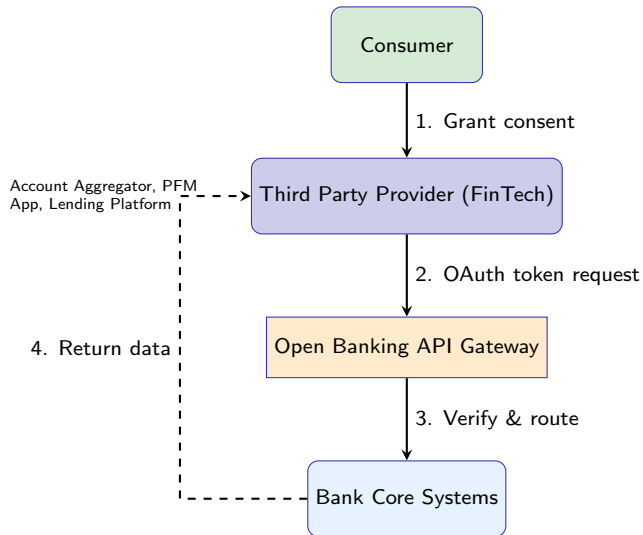 Consumer
1. Grant consent
Account Aggregator, PFM
App, Lending Platform
Third Party Provider (FinTech)
2. OAuth token request
Open Banking API Gateway
4. Return data
3. Verify & route
Bank Core Systems